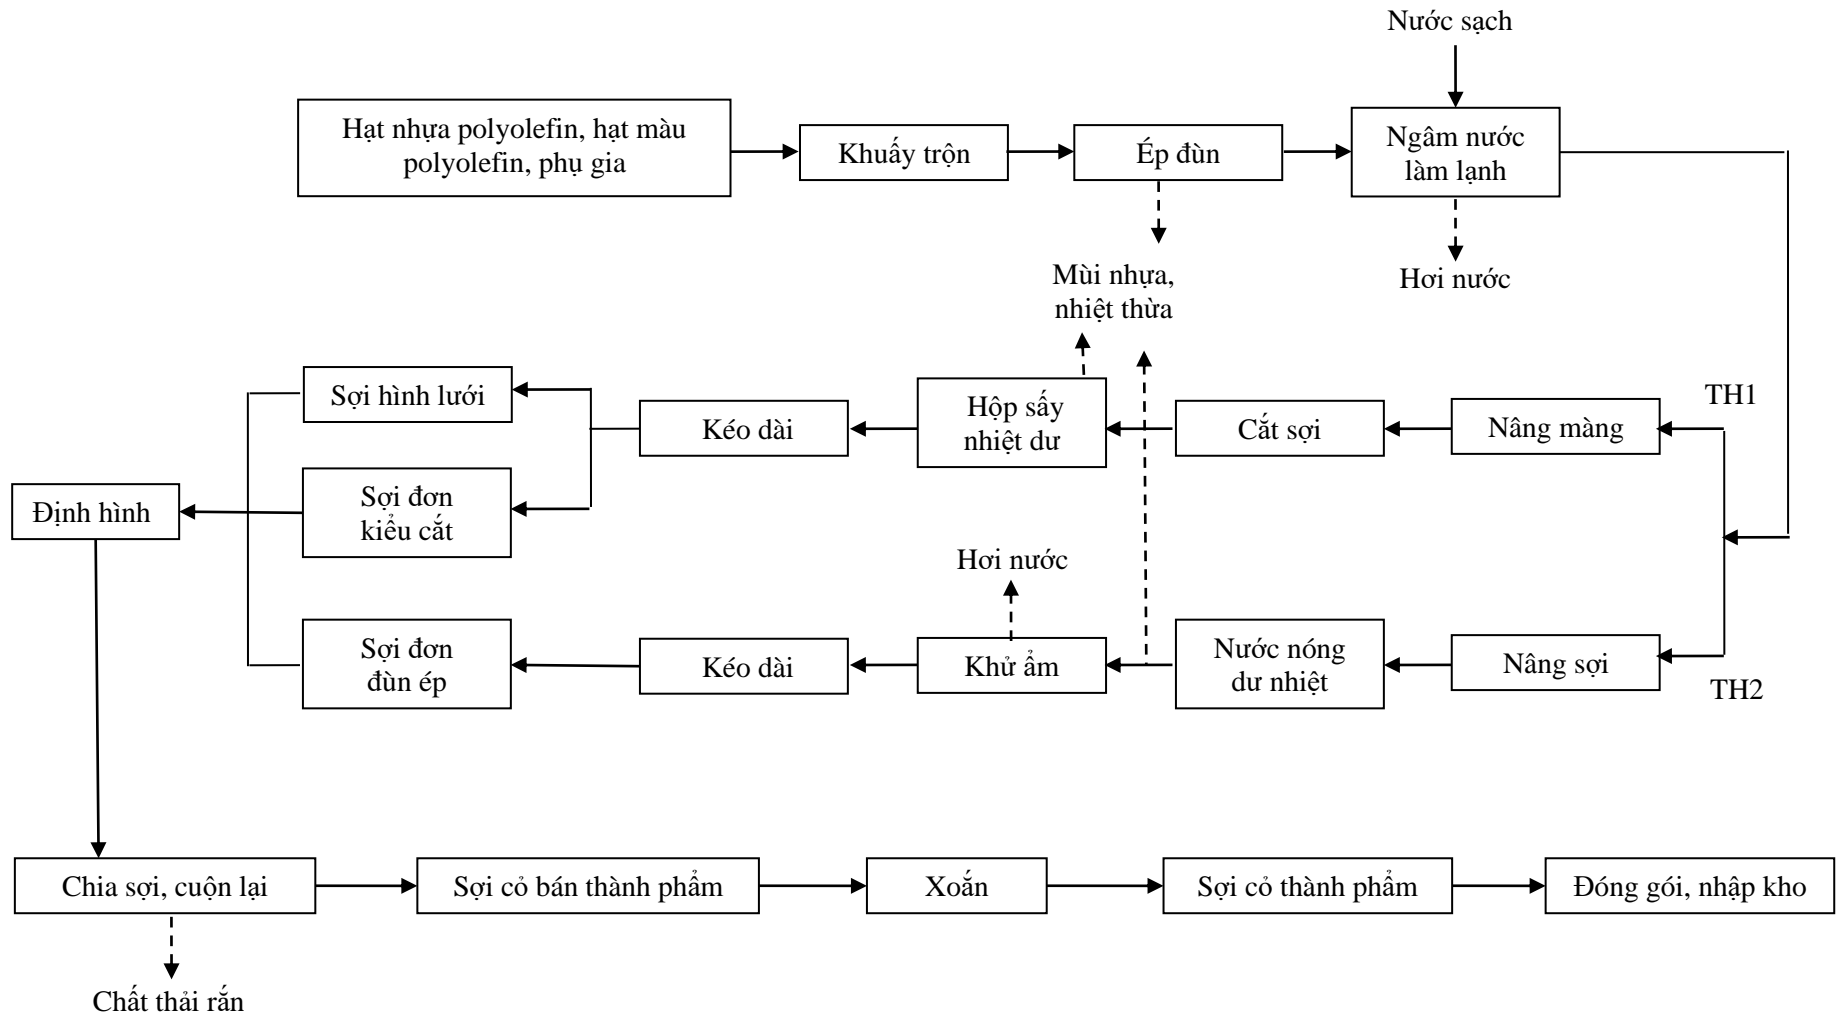 Nước sạch
Hạt nhựa polyolefin, hạt màu
polyolefin, phụ gia
Khuấy trộn
Ép đùn
Ngâm nước
làm lạnh
Mùi nhựa,
nhiệt thừa
Hơi nước
Sợi hình lưới
Kéo dài
Hộp sấy
nhiệt dư
Cắt sợi
Nâng màng
TH1
Định hình
Sợi đơn
kiểu cắt
Hơi nước
Sợi đơn
đùn ép
Kéo dài
Khử ẩm
Nước nóng
dư nhiệt
Nâng sợi
TH2
Chia sợi, cuộn lại
Sợi cỏ bán thành phẩm
Xoắn
Sợi cỏ thành phẩm
Đóng gói, nhập kho
Chất thải rắn